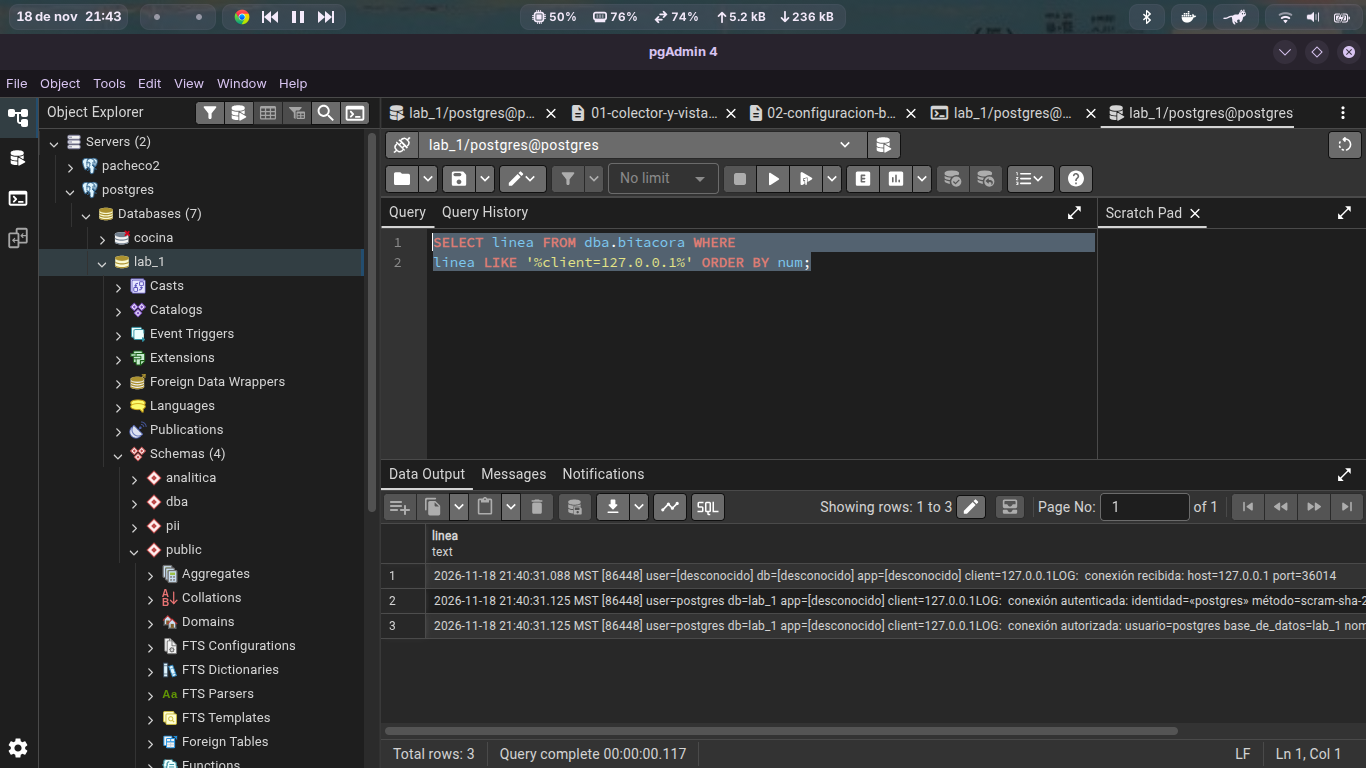 18 de nov 21:43
50% 76% 74% 5.2 kB 236 kB
pgAdmin 4
File Object Tools Edit View Window Help
Object Explorer
Servers (2)
pacheco2
postgres
Databases (7)
cocina
lab_1
Casts
Catalogs
Event Triggers
Extensions
Foreign Data Wrappers
Languages
Publications
Schemas (4)
analitica
dba
pii
public
Aggregates
Collations
Domains
FTS Configurations
FTS Dictionaries
Aa FTS Parsers
FTS Templates
Foreign Tables
Functions
lab_1/postgres@p... 01-colector-y-vista... 02-configuracion-b... lab_1/postgres@... lab_1/postgres@postgres
lab_1/postgres@postgres
No limit
E
Query Query History
Scratch Pad
1 SELECT linea FROM dba.bitacora WHERE
2 linea LIKE '%client=127.0.0.1%' ORDER BY num;
Data Output Messages Notifications
SQL
Showing rows: 1 to 3
Page No: 1 of 1
linea
text
1 2026-11-18 21:40:31.088 MST [86448] user=[desconocido] db=[desconocido] app=[desconocido] client=127.0.0.1LOG: conexión recibida: host=127.0.0.1 port=36014
2 2026-11-18 21:40:31.125 MST [86448] user=postgres db=lab_1 app=[desconocido] client=127.0.0.1LOG: conexión autenticada: identidad=«postgres» método=scram-sha-2
3 2026-11-18 21:40:31.125 MST [86448] user=postgres db=lab_1 app=[desconocido] client=127.0.0.1LOG: conexión autorizada: usuario=postgres base_de_datos=lab_1 nom
Total rows: 3 Query complete 00:00:00.117 LF Ln 1, Col 1